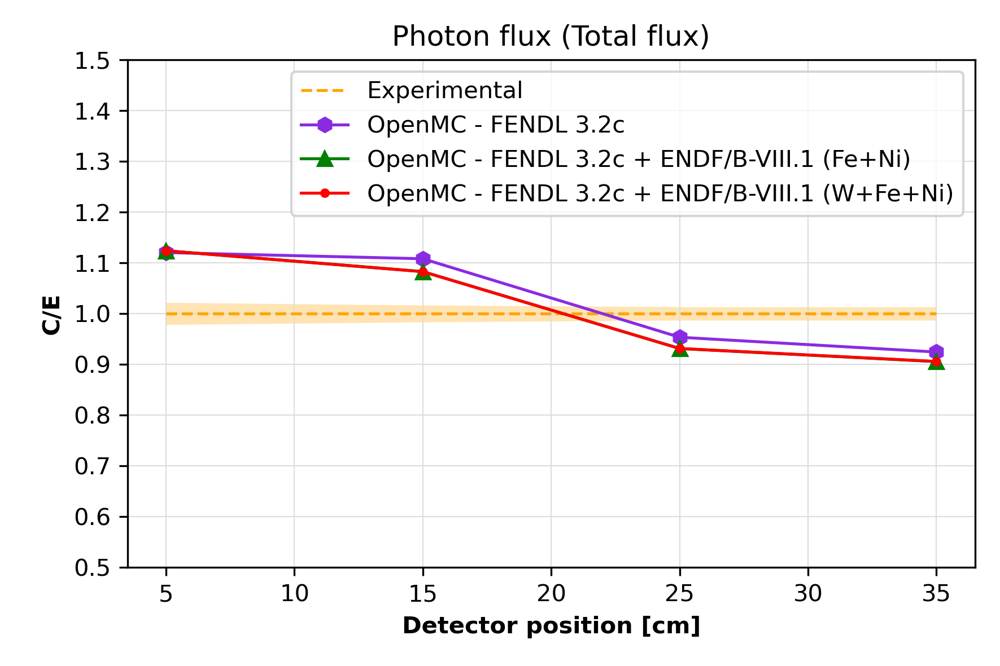 Photon flux (Total flux)
1.5
1.4
1.3
1.2
1.1
1.0
0.9
0.8
0.7
0.6
0.5
C/E
Experimental
OpenMC - FENDL 3.2c
OpenMC - FENDL 3.2c + ENDF/B-VIII.1 (Fe+Ni)
OpenMC - FENDL 3.2c + ENDF/B-VIII.1 (W+Fe+Ni)
5 10 15 20 25 30 35
Detector position [cm]